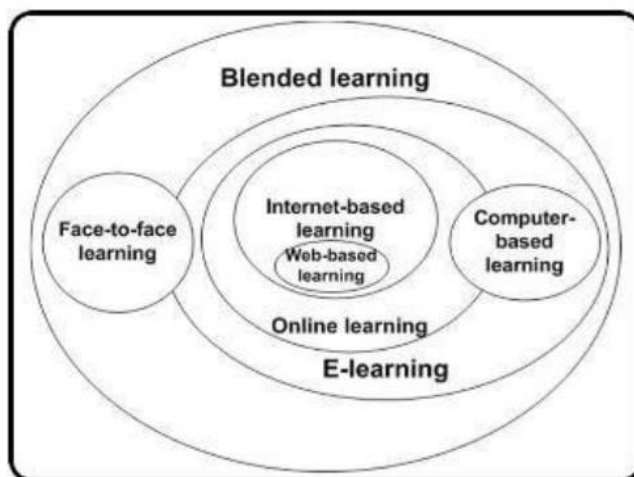 Blended learning
Face-to-face
learning
Internet-based
learning
Web-based
learning
Computer-
based
learning
Online learning
E-learning